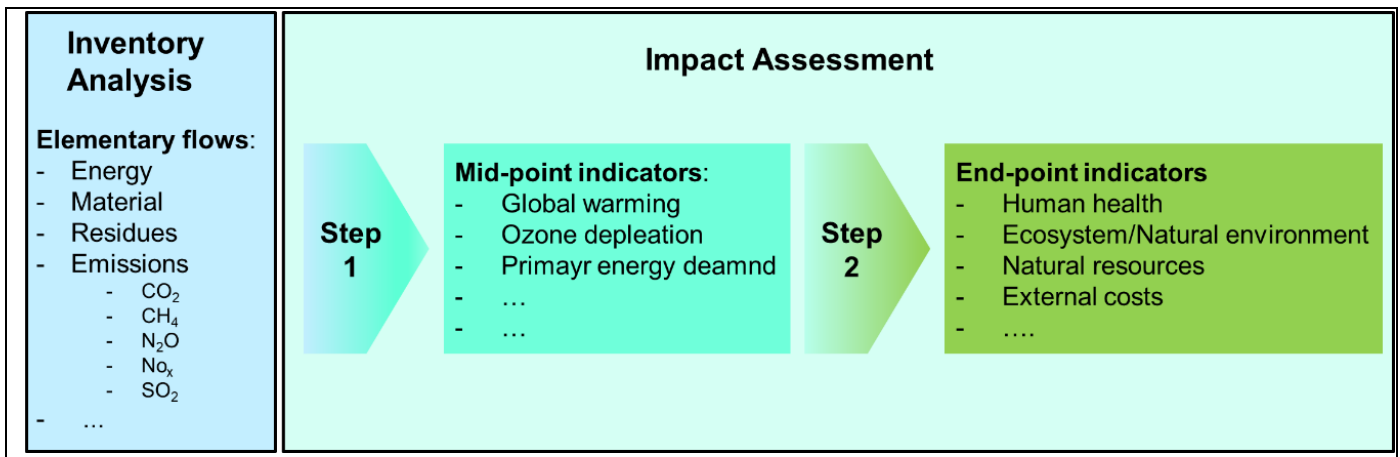 Inventory
Analysis
Elementary flows:
- Energy
- Material
- Residues
- Emissions
- CO₂
- CH₄
- N₂O
- Noₓ
- SO₂
- ...
Impact Assessment
Step
1
Mid-point indicators:
- Global warming
- Ozone depleation
- Primayr energy deamnd
- ...
- ...
Step
2
End-point indicators
- Human health
- Ecosystem/Natural environment
- Natural resources
- External costs
- ....